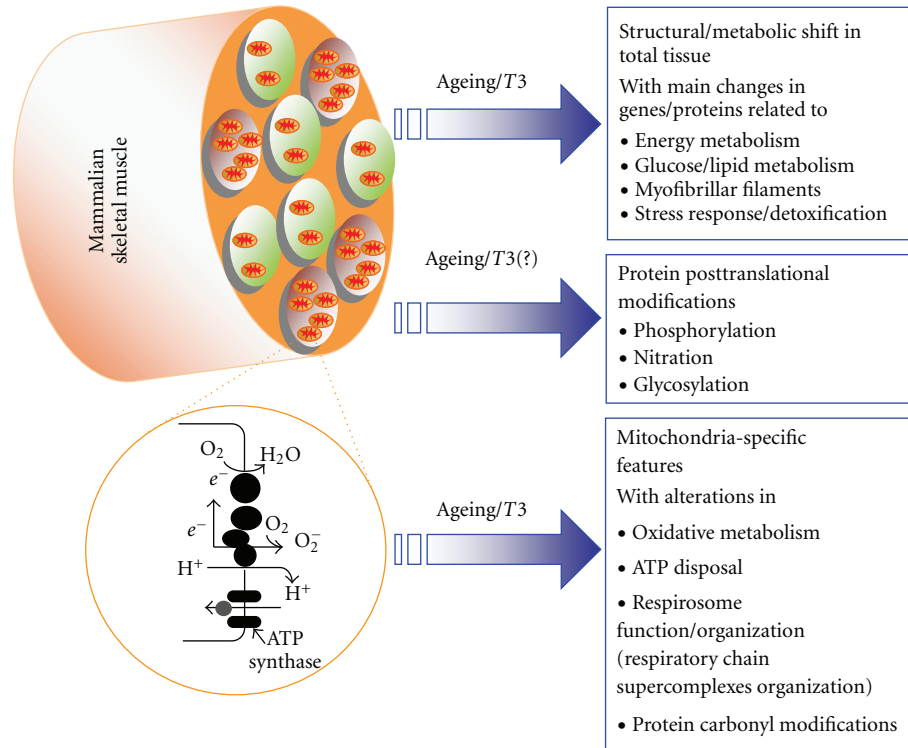 Mammalian
skeletal muscle
Ageing/T3
Structural/metabolic shift in
total tissue
With main changes in
genes/proteins related to
• Energy metabolism
• Glucose/lipid metabolism
• Myofibrillar filaments
• Stress response/detoxification
Ageing/T3(?)
Protein posttranslational
modifications
• Phosphorylation
• Nitration
• Glycosylation
O₂
H₂O
e⁻
e⁻
O₂
O₂⁻
H⁺
H⁺
ATP
synthase
Ageing/T3
Mitochondria-specific
features
With alterations in
• Oxidative metabolism
• ATP disposal
• Respirosome
function/organization
(respiratory chain
supercomplexes organization)
• Protein carbonyl modifications